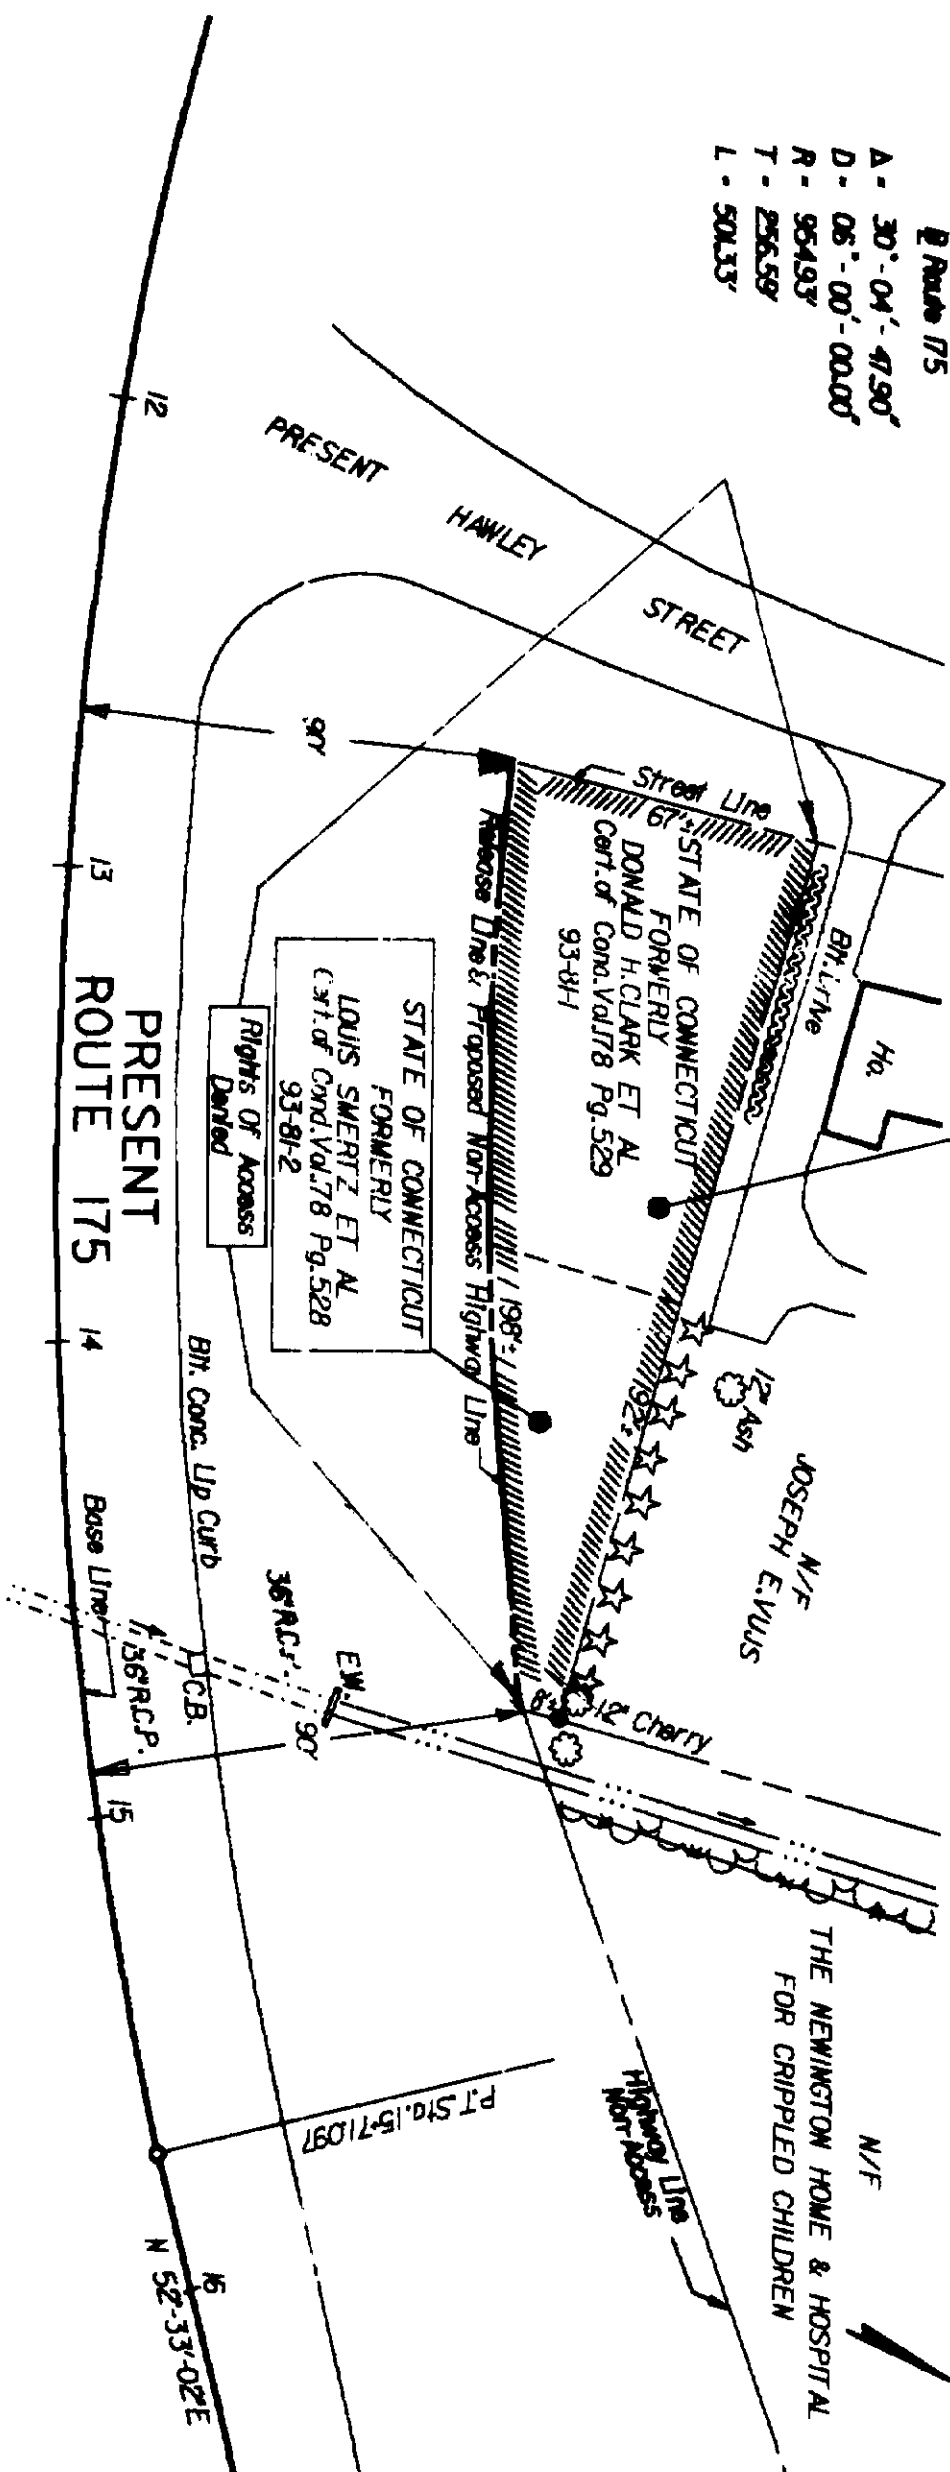 Route 175
Δ = 30°-04'-47.90"
D = 06°-00'-00.00"
R = 954.93'
T = 256.59'
L = 501.33'
PRESENT HAWLEY STREET
12
13
14
15
16
90'
Street Line
67'±
STATE OF CONNECTICUT
FORMERLY
DONALD H. CLARK ET AL
Cert. of Cond. Vol. 178 Pg. 529
93-81-1
Bit. Drive
Ho.
Release Line & Proposed Non-Access Highway Line
198'±
192'±
STATE OF CONNECTICUT
FORMERLY
LOUIS SWERTZ ET AL
Cert. of Cond. Vol. 78 Pg. 528
93-81-2
Rights Of Access
Denied
PRESENT
ROUTE 175
Bit. Conc. Lip Curb
Base Line
12" Ash
N/F
JOSEPH E. VUJS
36" R.C.P.
E.W.
C.B.
36" R.C.P.
90'
8'±
12" Cherry
N/F
THE NEWINGTON HOME & HOSPITAL
FOR CRIPPLED CHILDREN
Highway Line
Non-Access
P.T. Sta. 15+71.097
N 52°-33'-02" E